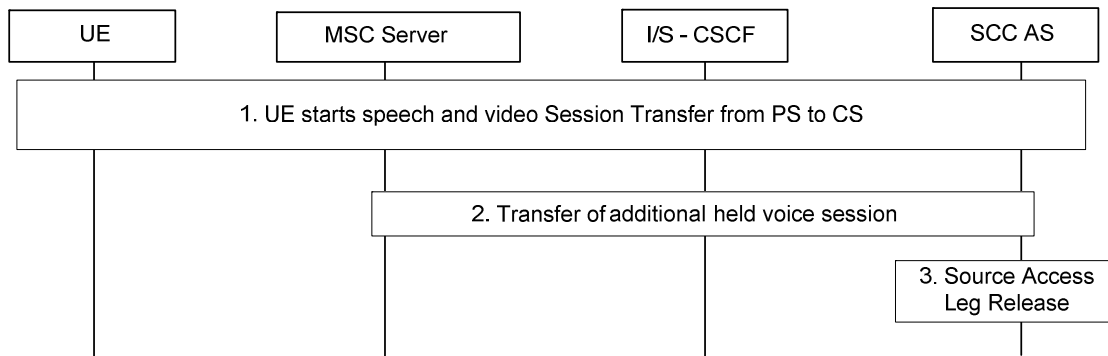 UE
MSC Server
I/S - CSCF
SCC AS
1. UE starts speech and video Session Transfer from PS to CS
2. Transfer of additional held voice session
3. Source Access
Leg Release